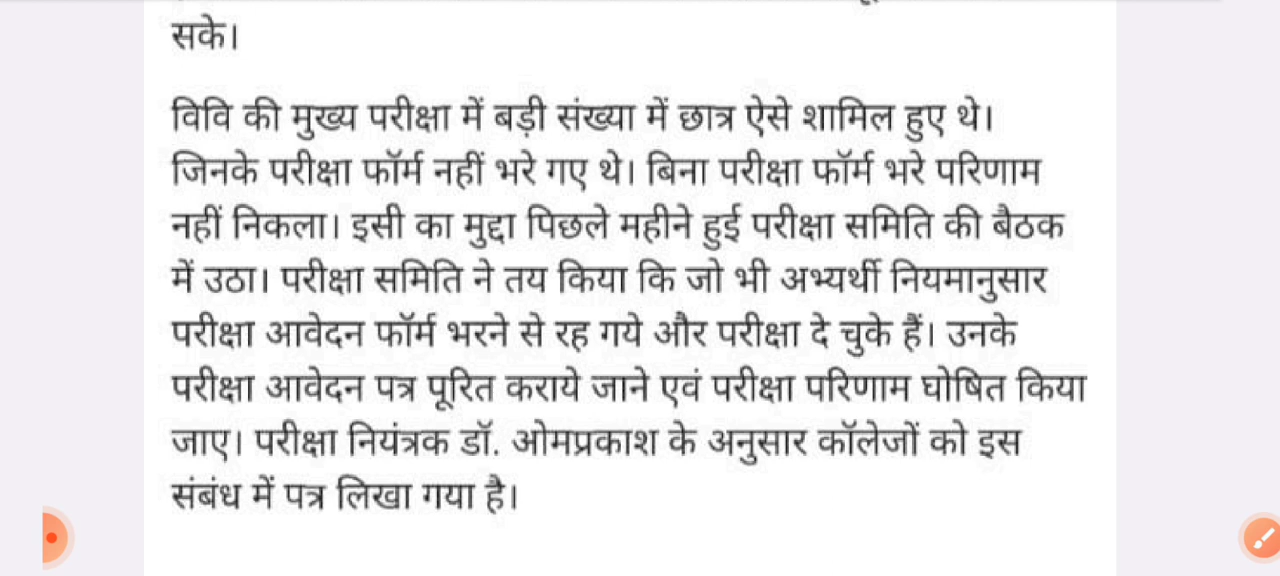 सके।
विवि की मुख्य परीक्षा में बड़ी संख्या में छात्र ऐसे शामिल हुए थे।
जिनके परीक्षा फॉर्म नहीं भरे गए थे। बिना परीक्षा फॉर्म भरे परिणाम
नहीं निकला। इसी का मुद्दा पिछले महीने हुई परीक्षा समिति की बैठक
में उठा। परीक्षा समिति ने तय किया कि जो भी अभ्यर्थी नियमानुसार
परीक्षा आवेदन फॉर्म भरने से रह गये और परीक्षा दे चुके हैं। उनके
परीक्षा आवेदन पत्र पूरित कराये जाने एवं परीक्षा परिणाम घोषित किया
जाए। परीक्षा नियंत्रक डॉ. ओमप्रकाश के अनुसार कॉलेजों को इस
संबंध में पत्र लिखा गया है।